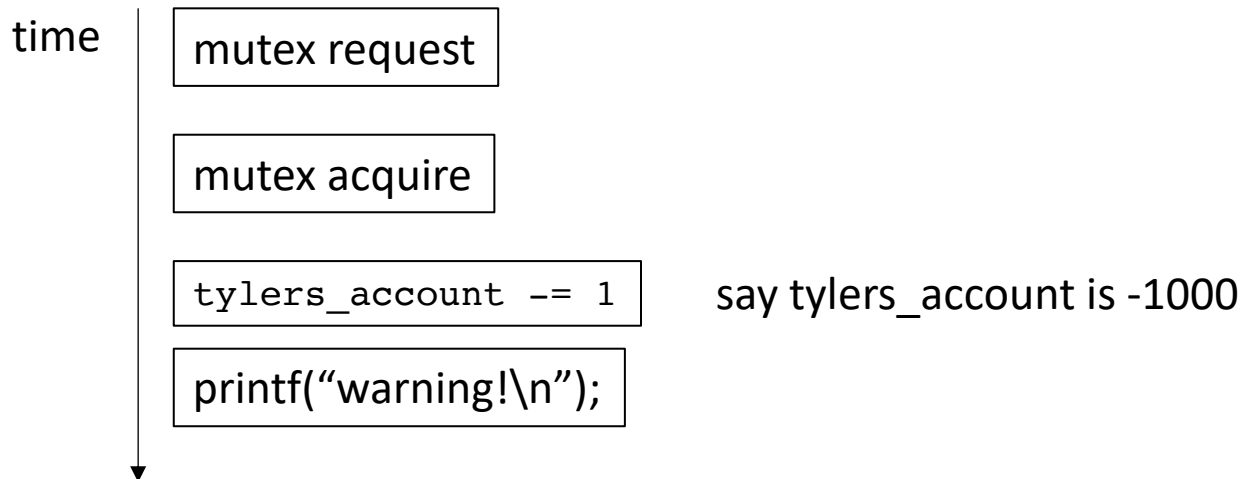 time
mutex request
mutex acquire
tylers_account -= 1
say tylers_account is -1000
printf(“warning!\n”);